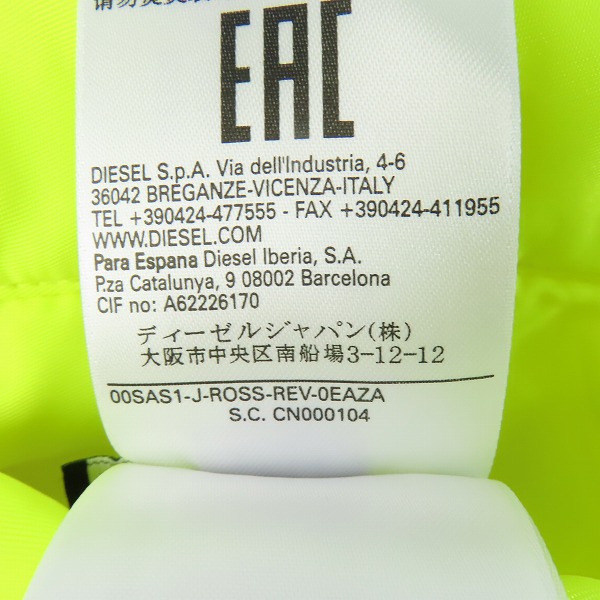 EAC
DIESEL S.p.A. Via dell'Industria, 4-6
36042 BREGANZE-VICENZA-ITALY
TEL +390424-477555 - FAX +390424-411955
WWW.DIESEL.COM
Para Espana Diesel Iberia, S.A.
P.za Catalunya, 9 08002 Barcelona
CIF no: A62226170
ディーゼルジャパン(株)
大阪市中央区南船場3-12-12
00SAS1-J-ROSS-REV-0EAZA
S.C. CN000104